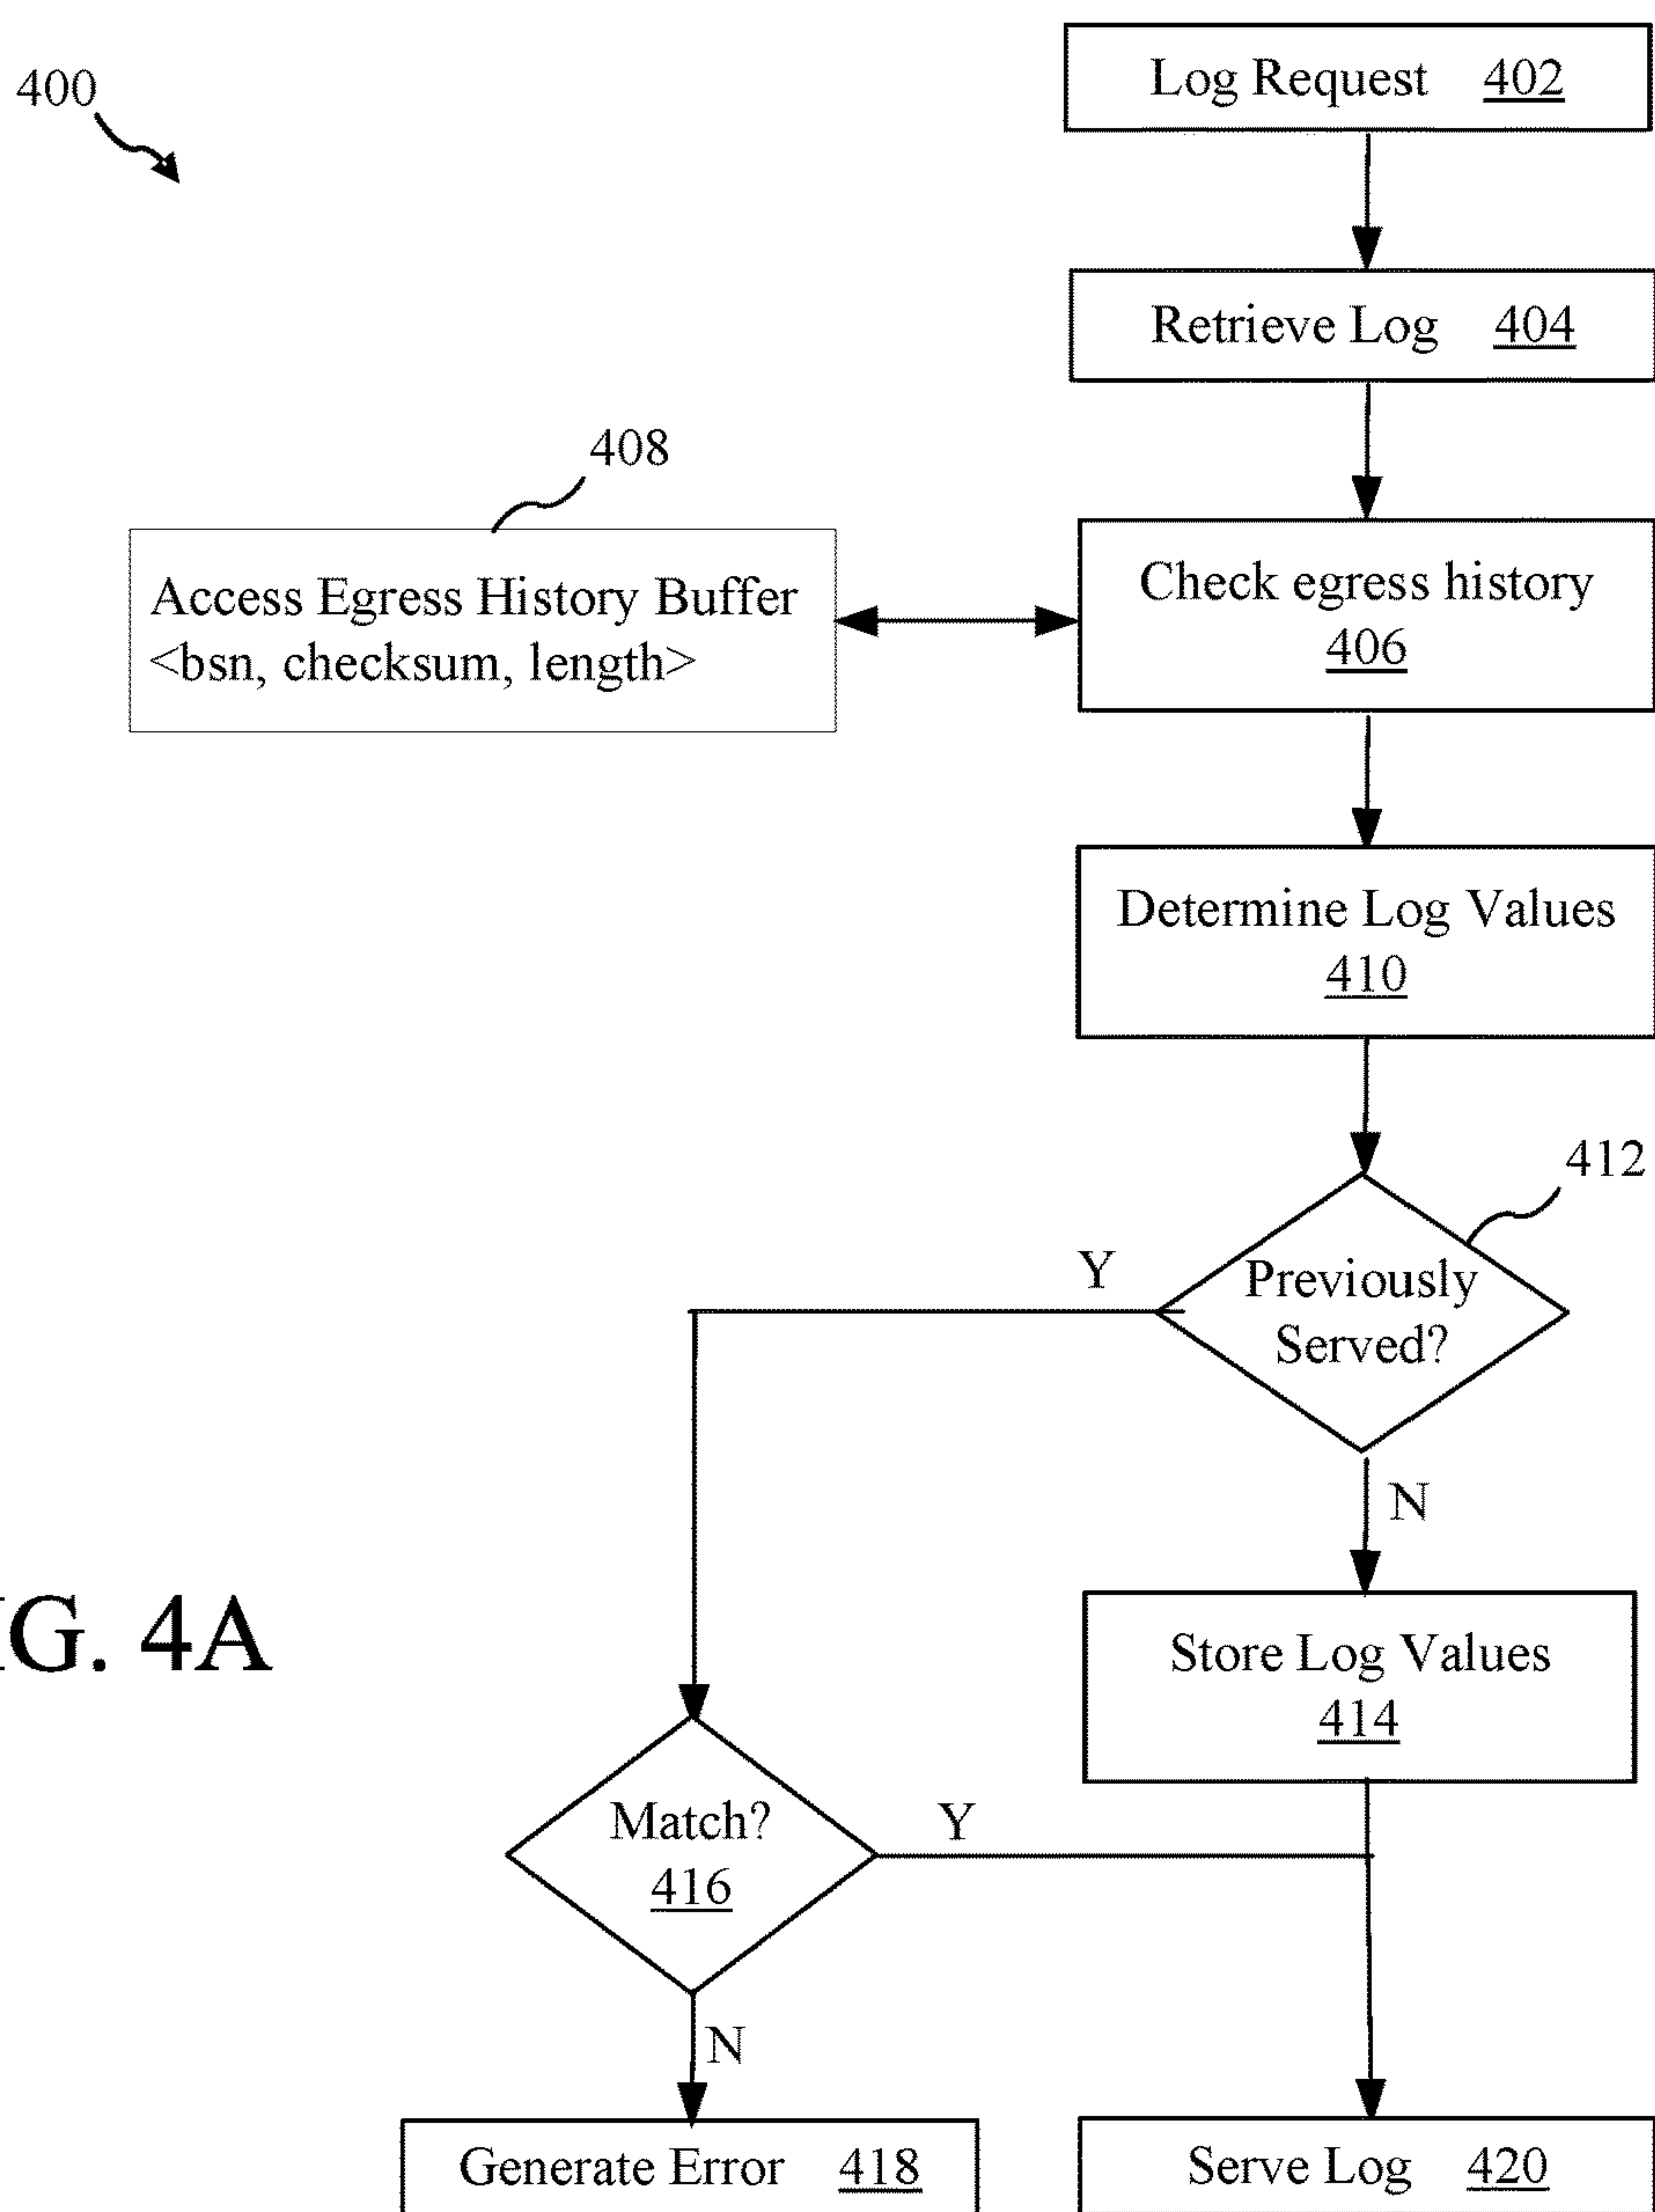 400
Log Request 402
Retrieve Log 404
408
Access Egress History Buffer
<bsn, checksum, length>
Check egress history
406
Determine Log Values
410
412
Previously
Served?
Y
N
Store Log Values
414
G. 4A
Match?
416
Y
N
Generate Error 418
Serve Log 420